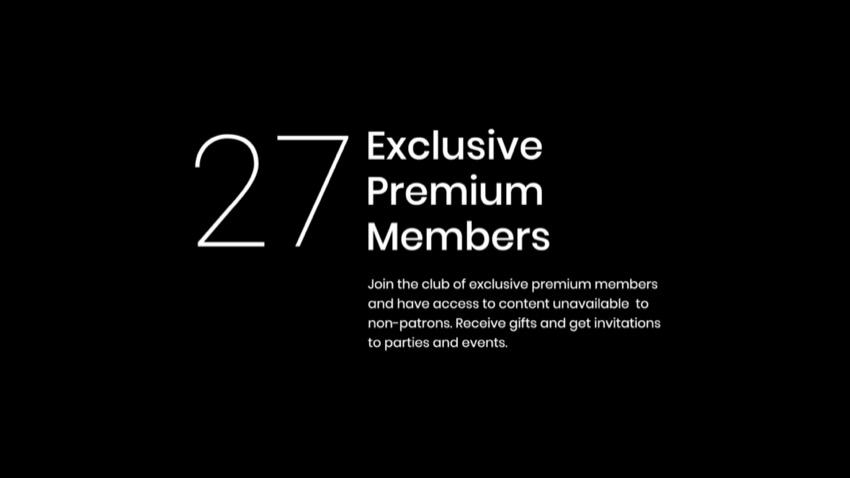 27 Exclusive
Premium
Members
Join the club of exclusive premium members
and have access to content unavailable  to
non-patrons. Receive gifts and get invitations
to parties and events.